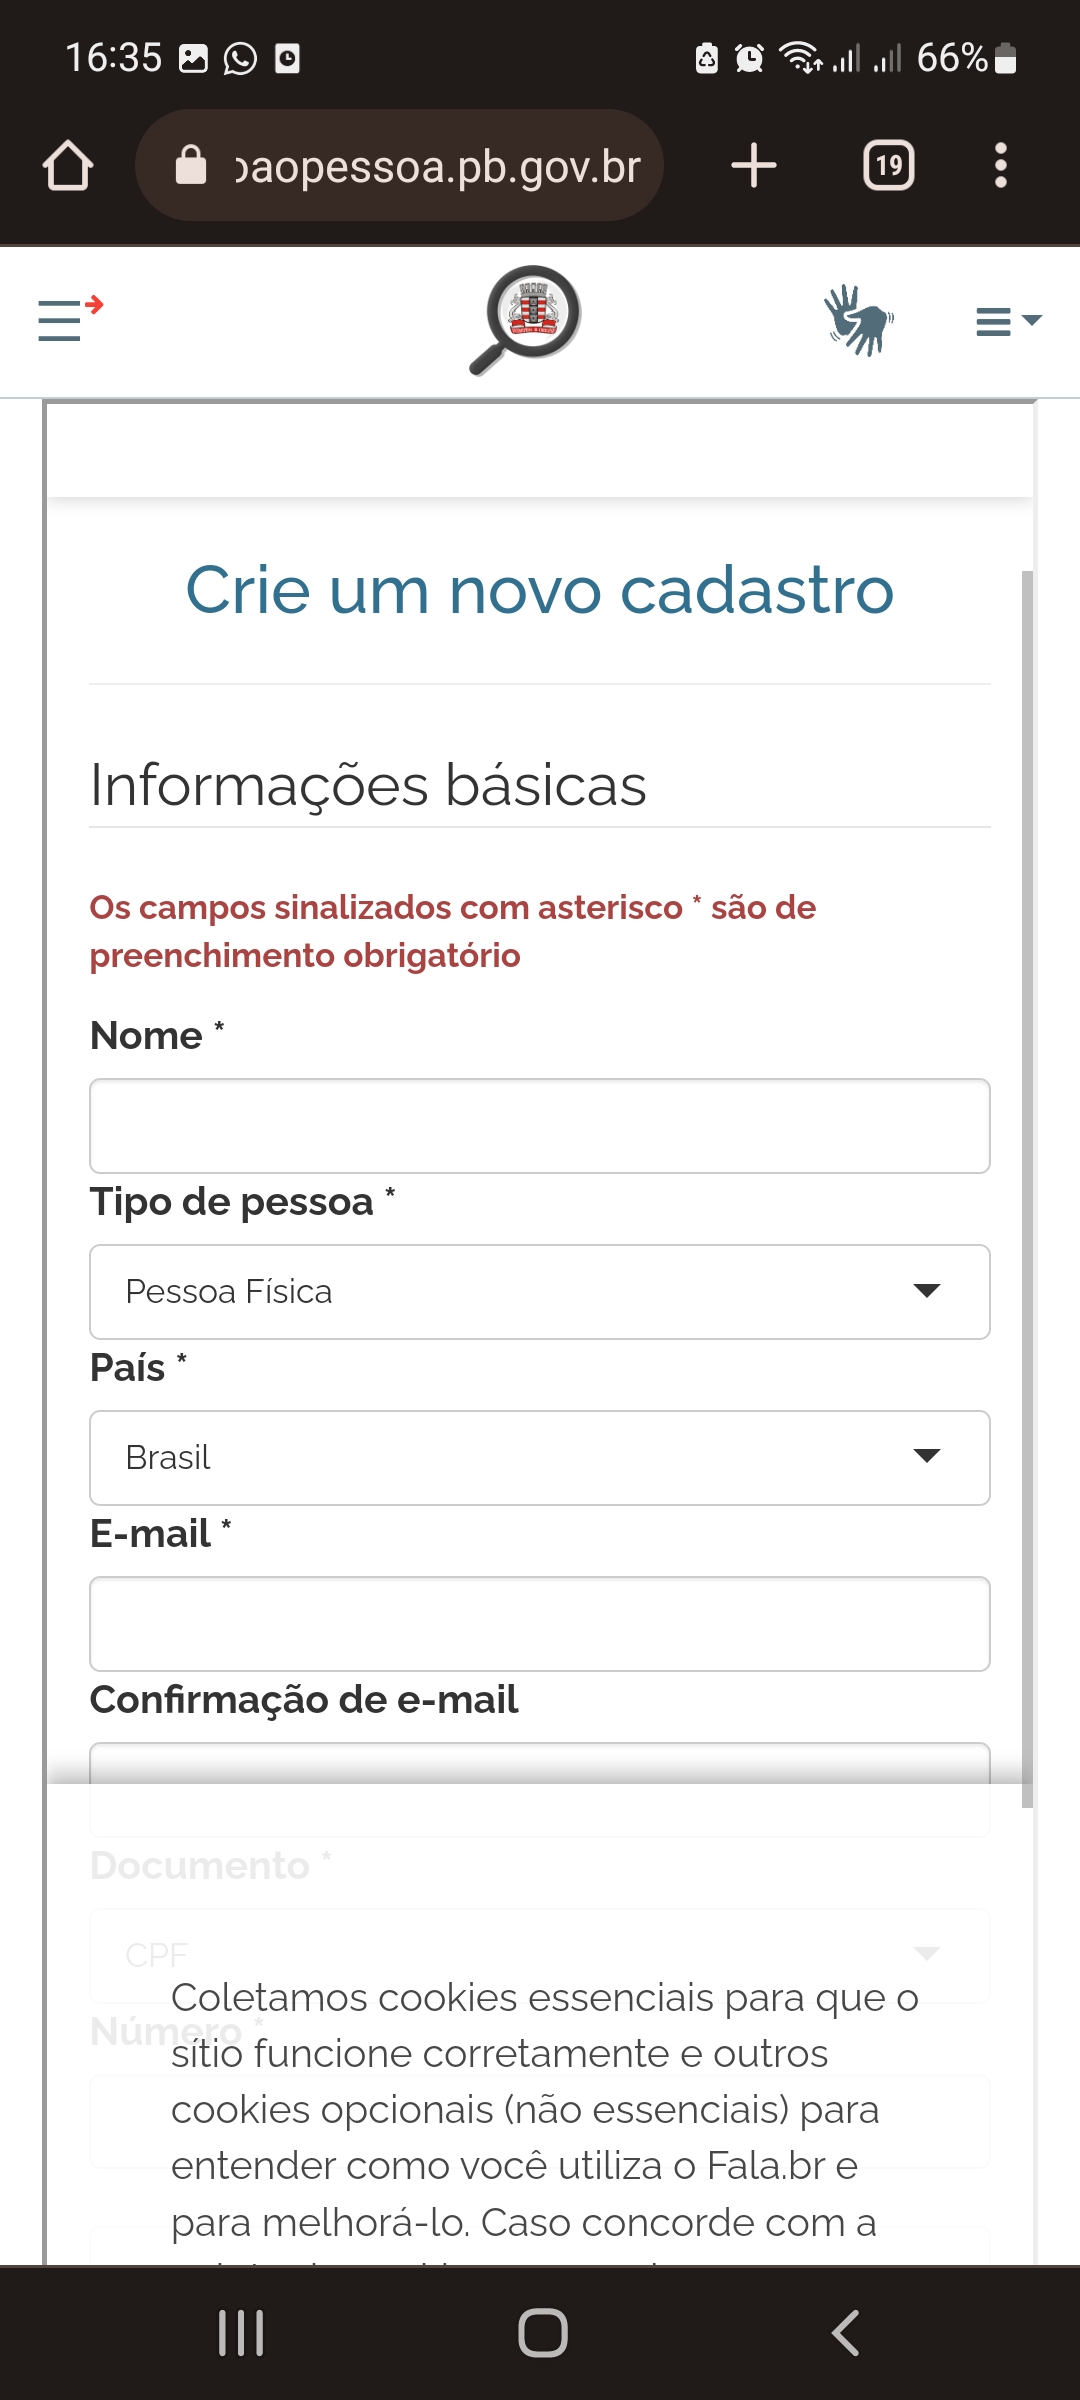 16:35
66%
oaopessoa.pb.gov.br
19
Crie um novo cadastro
Informações básicas
Os campos sinalizados com asterisco * são de
preenchimento obrigatório
Nome *
Tipo de pessoa *
Pessoa Física
País *
Brasil
E-mail *
Confirmação de e-mail
Documento *
CPF
Número *
Coletamos cookies essenciais para que o
sítio funcione corretamente e outros
cookies opcionais (não essenciais) para
entender como você utiliza o Fala.br e
para melhorá-lo. Caso concorde com a